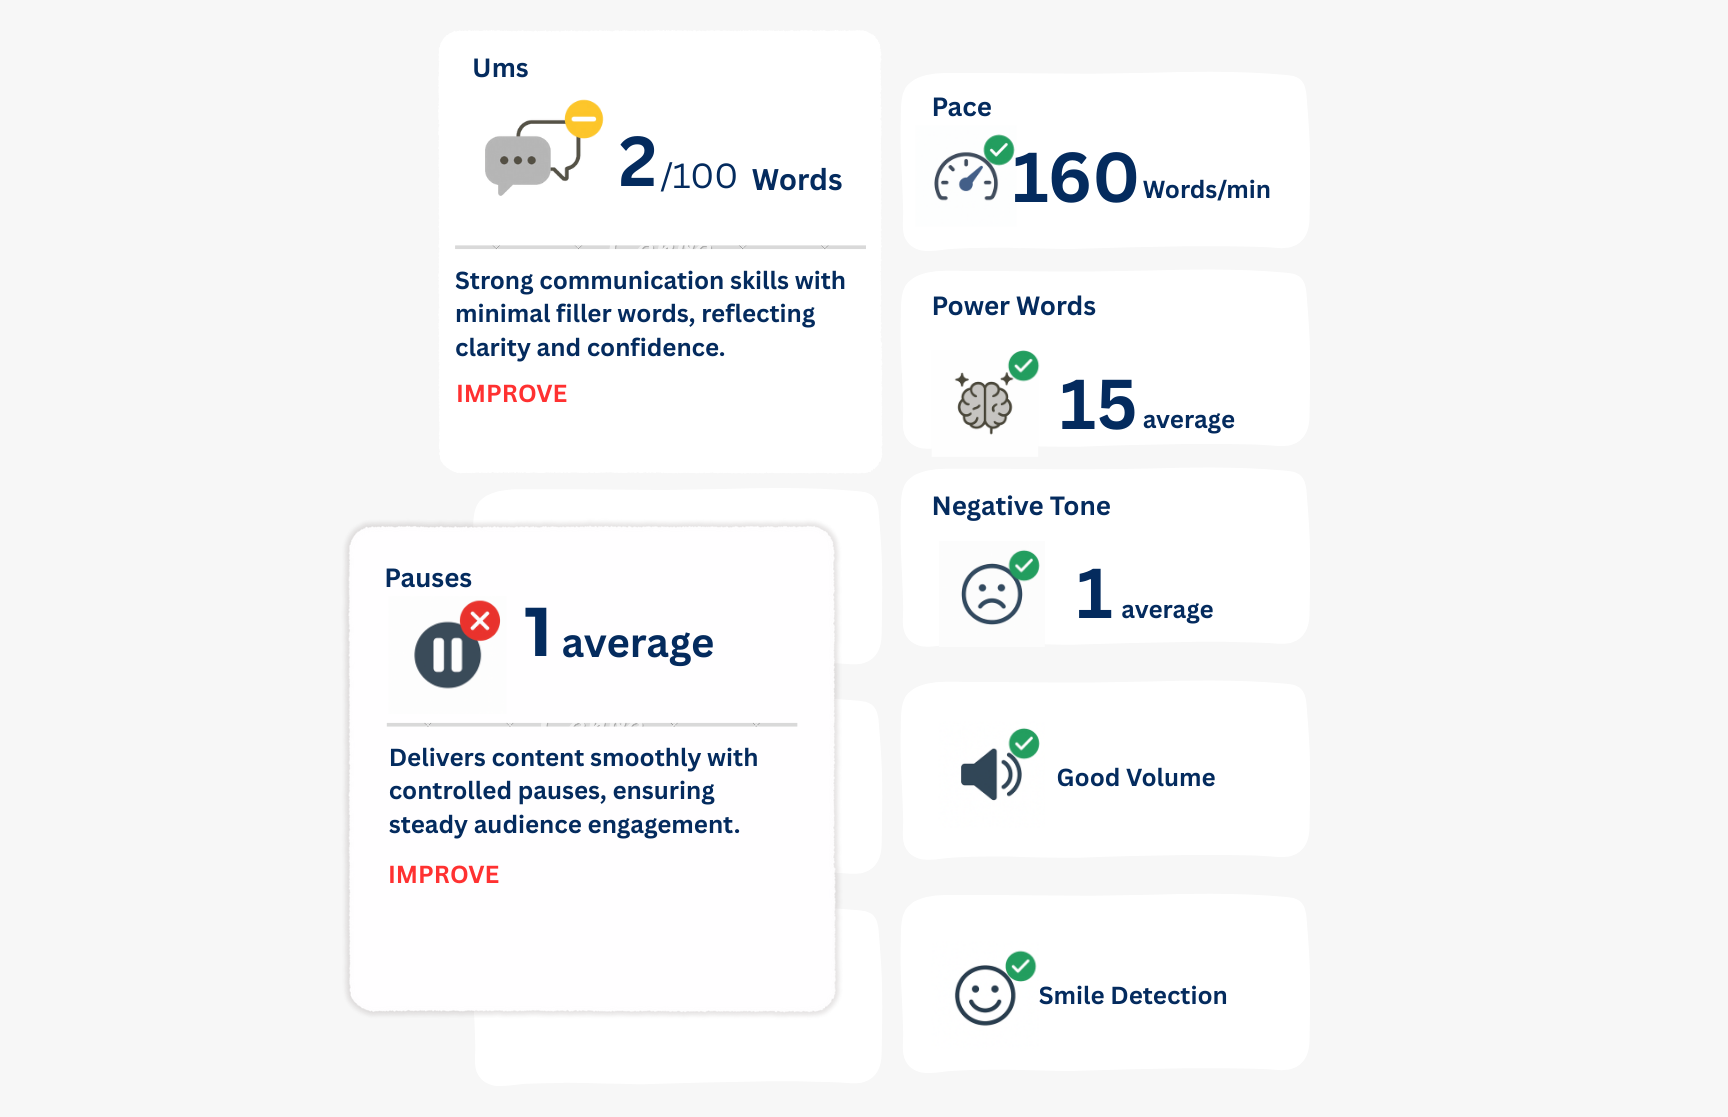 Ums
2/100 Words
Strong communication skills with
minimal filler words, reflecting
clarity and confidence.
IMPROVE
Pauses
1 average
Delivers content smoothly with
controlled pauses, ensuring
steady audience engagement.
IMPROVE
Pace
160 Words/min
Power Words
15 average
Negative Tone
1 average
Good Volume
Smile Detection